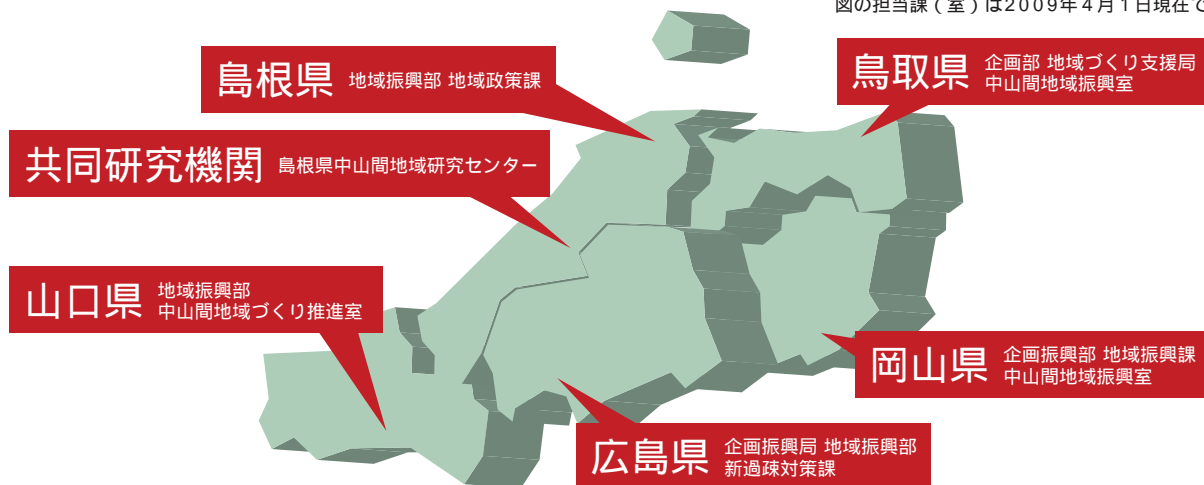 図の担当課(室)は2009年4月1日現在で
島根県 地域振興部 地域政策課
鳥取県 企画部 地域づくり支援局
中山間地域振興室
共同研究機関 島根県中山間地域研究センター
山口県 地域振興部
中山間地域づくり推進室
岡山県 企画振興部 地域振興課
中山間地域振興室
広島県 企画振興局 地域振興部
新過疎対策課